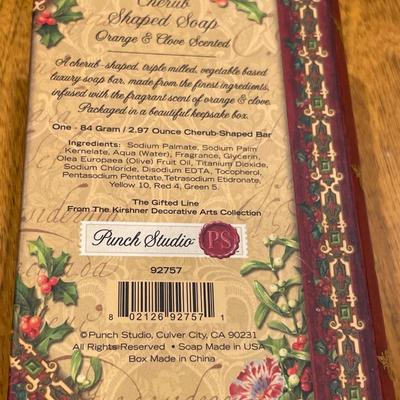 Cherub
Shaped Soap
Orange & Clove Scented
A cherub-shaped, triple milled, vegetable based
luxury soap bar, made from the finest ingredients,
infused with the fragrant scent of orange & clove.
Packaged in a beautiful keepsake box.
One - 84 Gram / 2.97 Ounce Cherub-Shaped Bar
Ingredients: Sodium Palmate, Sodium Palm
Kernelate, Aqua (Water), Fragrance, Glycerin,
Olea Europaea (Olive) Fruit Oil, Titanium Dioxide,
Sodium Chloride, Disodium EDTA, Tocopherol,
Pentasodium Pentetate, Tetrasodium Etidronate,
Yellow 10, Red 4, Green 5.
The Gifted Line
From The Kirshner Decorative Arts Collection
Punch Studio PS
92757
8 02126 92757 1
©Punch Studio, Culver City, CA 90231
All Rights Reserved • Soap Made in USA
Box Made in China